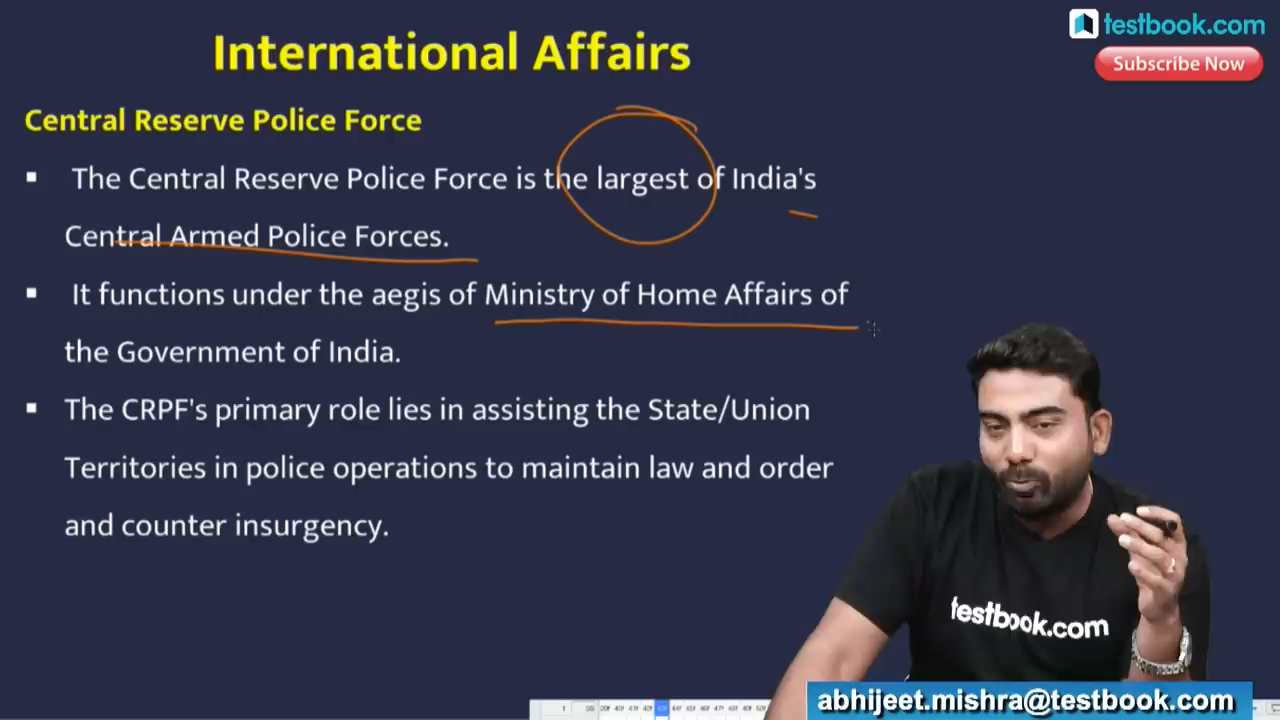 testbook.com
International Affairs
Subscribe Now
Central Reserve Police Force
▪ The Central Reserve Police Force is the largest of India's
Central Armed Police Forces.
▪ It functions under the aegis of Ministry of Home Affairs of
the Government of India.
▪ The CRPF's primary role lies in assisting the State/Union
Territories in police operations to maintain law and order
and counter insurgency.
testbook.com
abhijeet.mishra@testbook.com